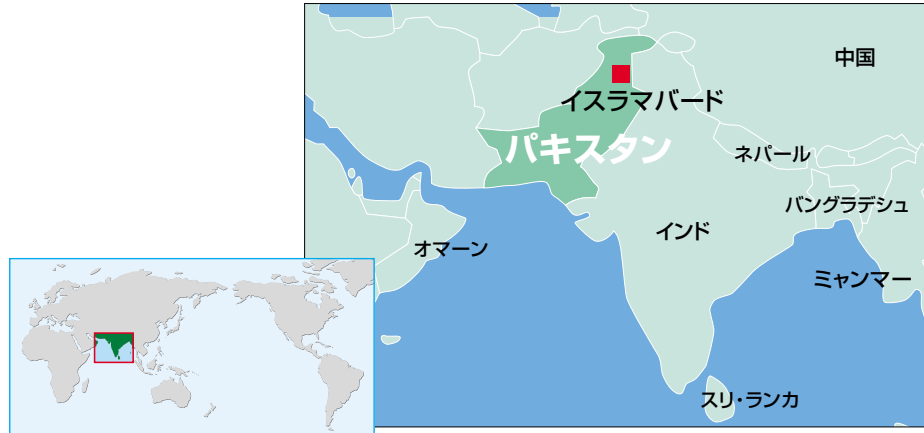 中国
イスラマバード
パキスタン
ネパール
バングラデシュ
インド
オマーン
ミャンマー
スリ・ランカ